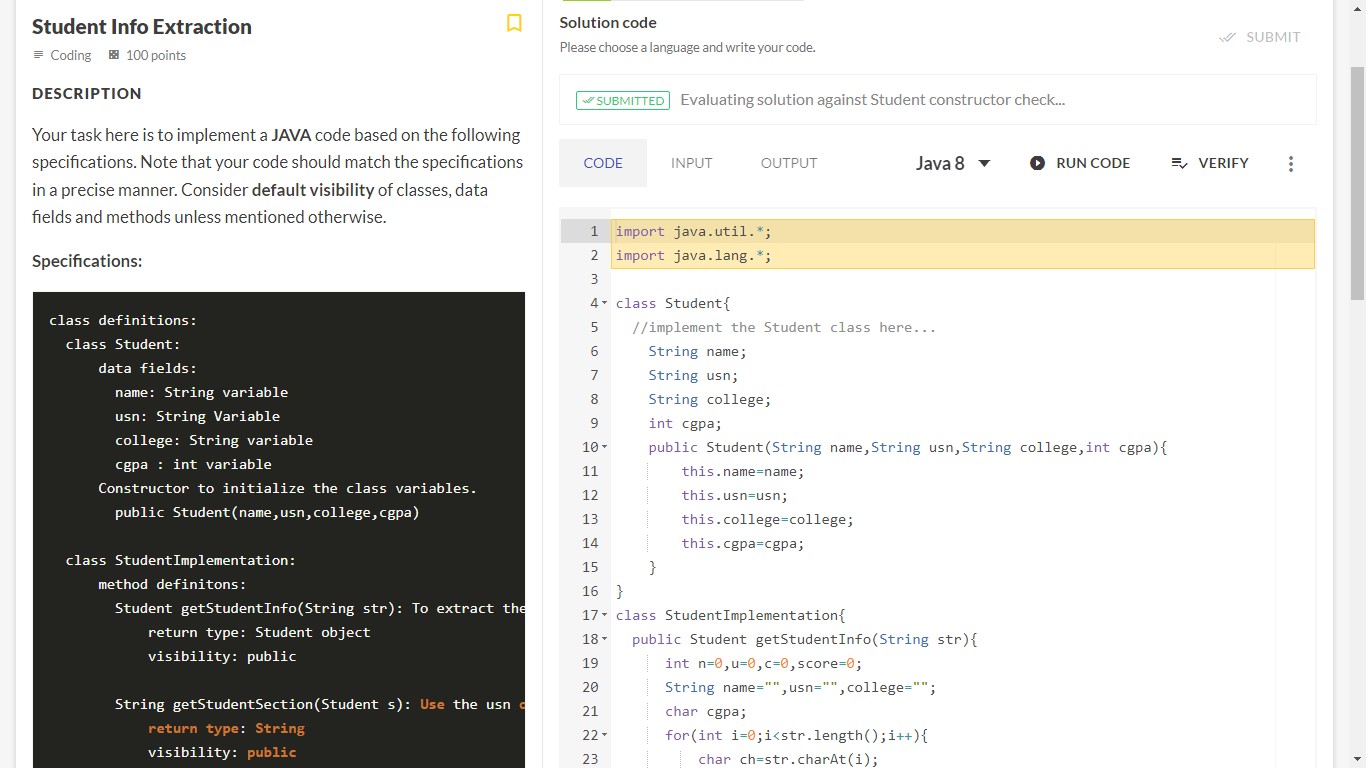 Student Info Extraction
Coding 100 points
DESCRIPTION
Your task here is to implement a JAVA code based on the following
specifications. Note that your code should match the specifications
in a precise manner. Consider default visibility of classes, data
fields and methods unless mentioned otherwise.
Specifications:
class definitions:
class Student:
data fields:
name: String variable
usn: String Variable
college: String variable
cgpa : int variable
Constructor to initialize the class variables.
public Student(name,usn,college,cgpa)
class StudentImplementation:
method definitons:
Student getStudentInfo(String str): To extract the
return type: Student object
visibility: public
String getStudentSection(Student s): Use the usn
return type: String
visibility: public
Solution code
Please choose a language and write your code.
SUBMIT
SUBMITTED Evaluating solution against Student constructor check...
CODE INPUT OUTPUT Java 8 RUN CODE VERIFY
1 import java.util.*;
2 import java.lang.*;
3
4 class Student{
5 //implement the Student class here...
6 String name;
7 String usn;
8 String college;
9 int cgpa;
10 public Student(String name,String usn,String college,int cgpa){
11 this.name=name;
12 this.usn=usn;
13 this.college=college;
14 this.cgpa=cgpa;
15 }
16 }
17 class StudentImplementation{
18 public Student getStudentInfo(String str){
19 int n=0,u=0,c=0,score=0;
20 String name="",usn="",college="";
21 char cgpa;
22 for(int i=0;i<str.length();i++){
23 char ch=str.charAt(i);